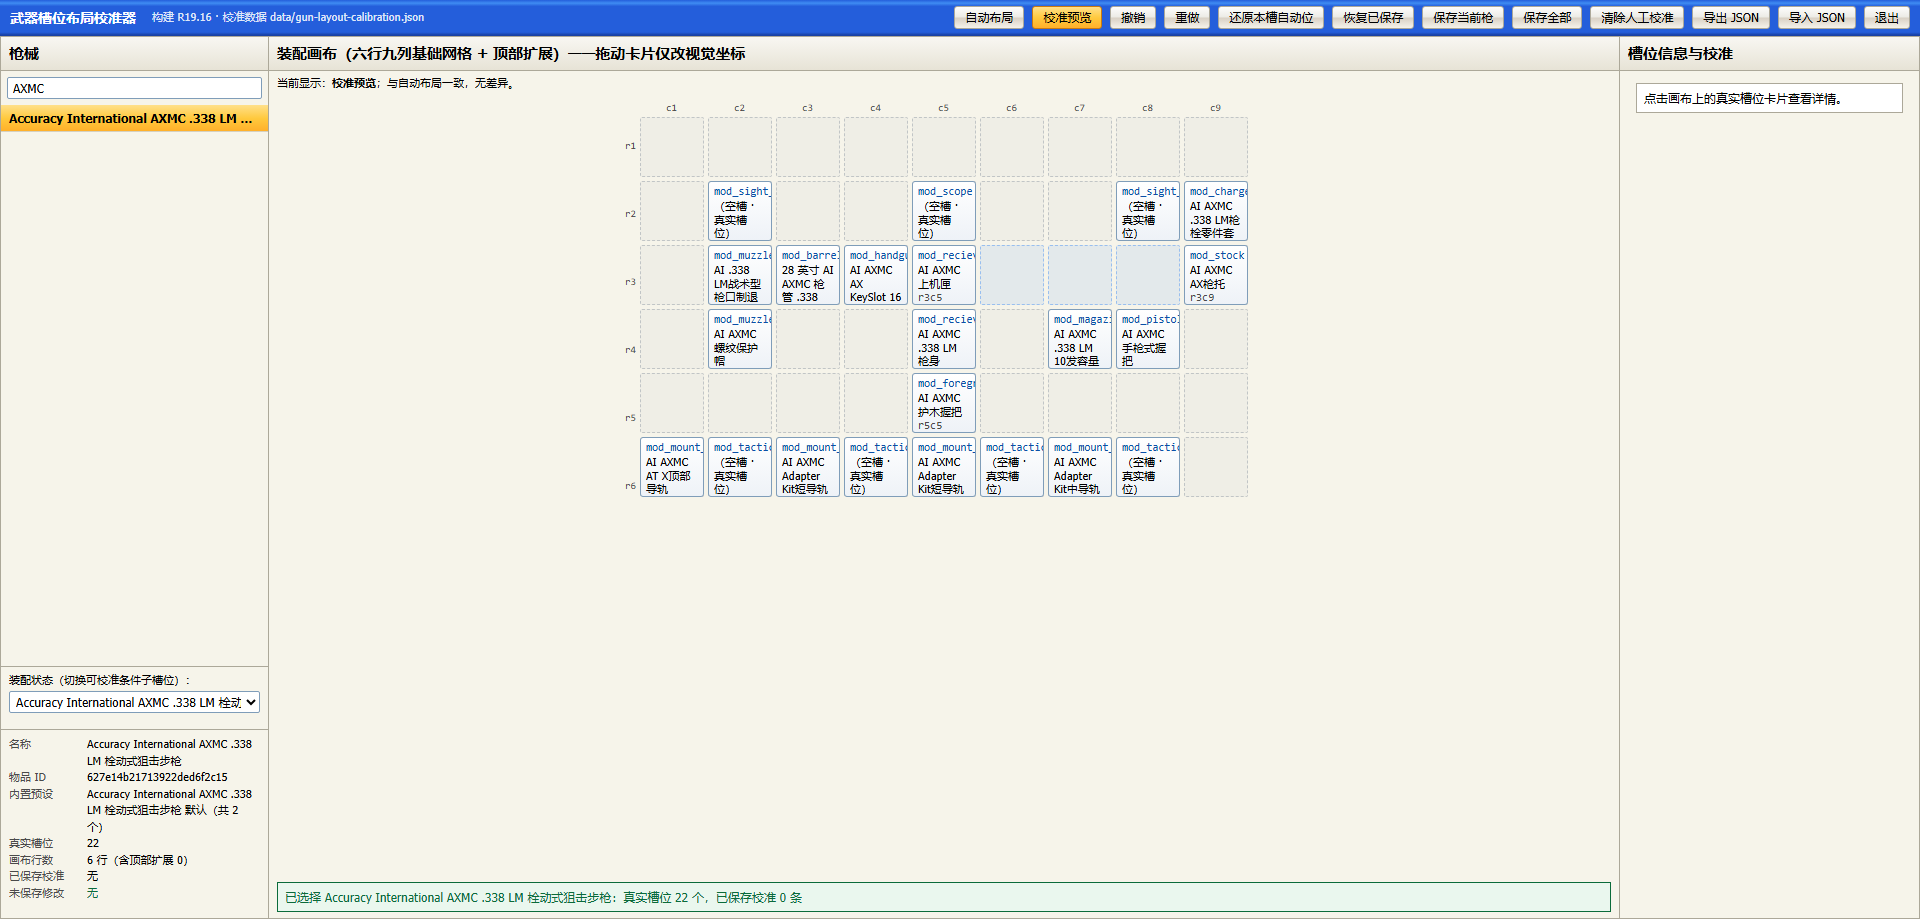 武器槽位布局校准器 构建 R19.16 · 校准数据 data/gun-layout-calibration.json 自动布局 校准预览 撤销 重做 还原本槽自动位 恢复已保存 保存当前枪 保存全部 清除人工校准 导出 JSON 导入 JSON 退出
枪械
AXMC
Accuracy International AXMC .338 LM ...
装配状态（切换可校准条件子槽位）：
Accuracy International AXMC .338 LM 栓动
名称 Accuracy International AXMC .338
LM 栓动式狙击步枪
物品 ID 627e14b21713922ded6f2c15
内置预设 Accuracy International AXMC .338
LM 栓动式狙击步枪 默认（共 2
个）
真实槽位 22
画布行数 6 行（含顶部扩展 0）
已保存校准 无
未保存修改 无
装配画布（六行九列基础网格 + 顶部扩展）——拖动卡片仅改视觉坐标
当前显示：校准预览；与自动布局一致，无差异。
c1 c2 c3 c4 c5 c6 c7 c8 c9
r1
r2
mod_sight_
（空槽 ·
真实槽
位）
mod_scope
（空槽 ·
真实槽
位）
mod_sight_
（空槽 ·
真实槽
位）
mod_charge
AI AXMC
.338 LM枪
栓零件套
r3
mod_muzzle
AI .338
LM战术型
枪口制退
mod_barrel
28 英寸 AI
AXMC 枪
管 .338
mod_handgu
AI AXMC
AX
KeySlot 16
mod_reciev
AI AXMC
上机匣
r3c5
mod_stock
AI AXMC
AX枪托
r3c9
r4
mod_muzzle
AI AXMC
螺纹保护
帽
mod_reciev
AI AXMC
.338 LM
枪身
mod_magazi
AI AXMC
.338 LM
10发容量
mod_pistol
AI AXMC
手枪式握
把
r5
mod_foregr
AI AXMC
护木握把
r5c5
r6
mod_mount_
AI AXMC
AT X顶部
导轨
mod_tactic
（空槽 ·
真实槽
位）
mod_mount_
AI AXMC
Adapter
Kit短导轨
mod_tactic
（空槽 ·
真实槽
位）
mod_mount_
AI AXMC
Adapter
Kit短导轨
mod_tactic
（空槽 ·
真实槽
位）
mod_mount_
AI AXMC
Adapter
Kit中导轨
mod_tactic
（空槽 ·
真实槽
位）
已选择 Accuracy International AXMC .338 LM 栓动式狙击步枪：真实槽位 22 个，已保存校准 0 条
槽位信息与校准
点击画布上的真实槽位卡片查看详情。